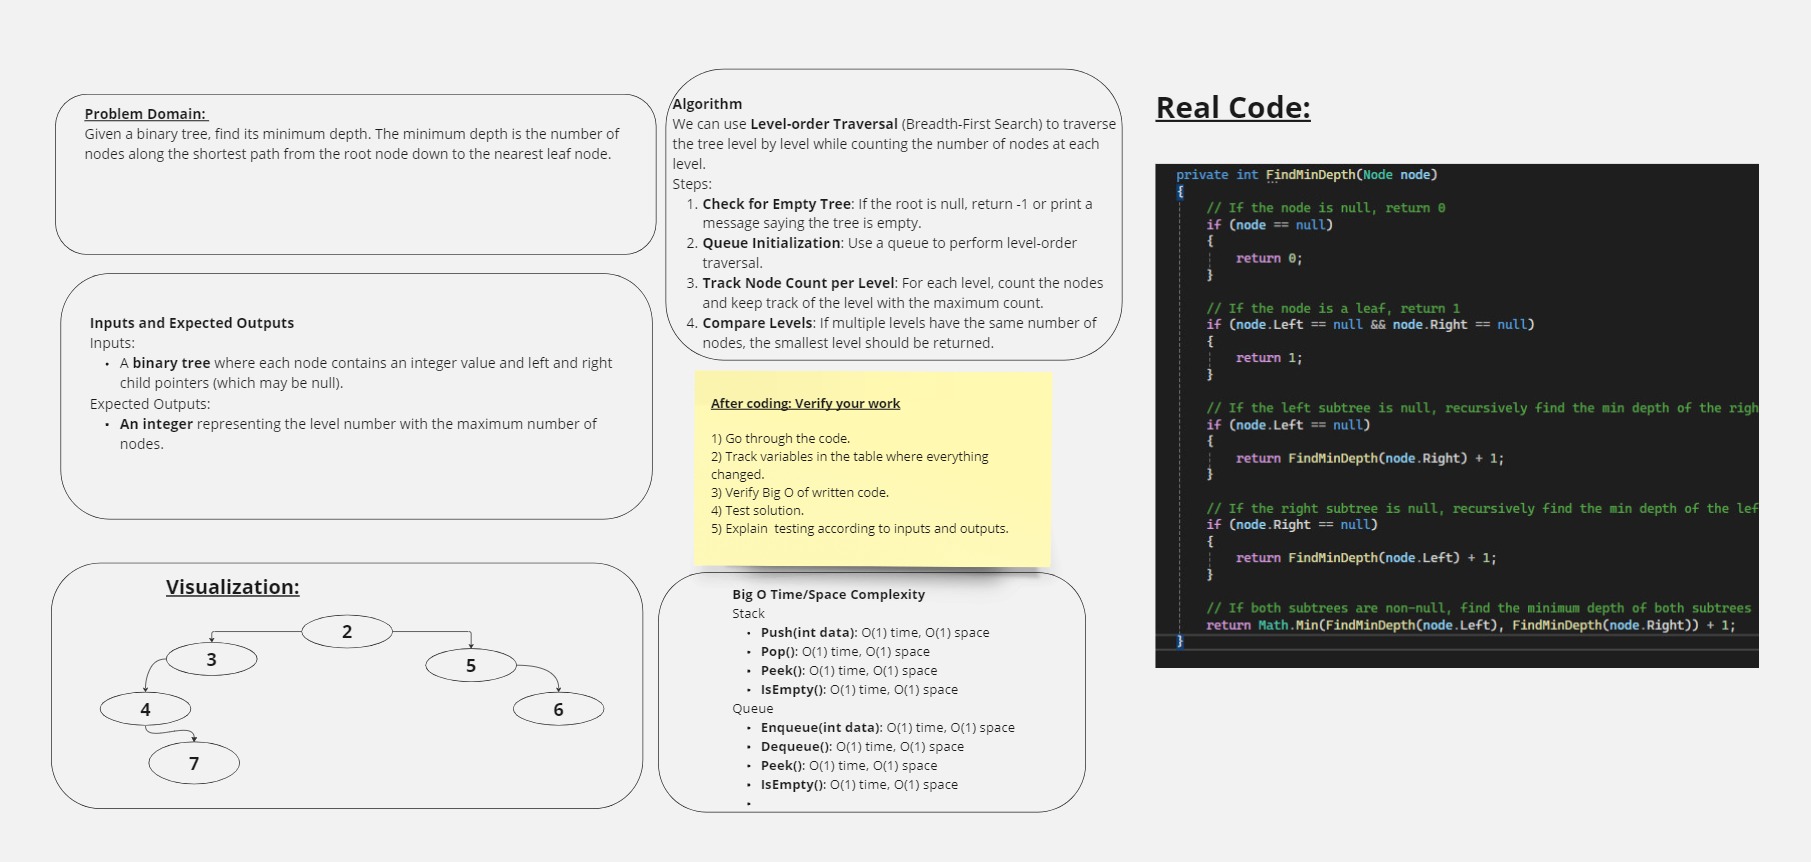 Problem Domain:
Given a binary tree, find its minimum depth. The minimum depth is the number of
nodes along the shortest path from the root node down to the nearest leaf node.
Inputs and Expected Outputs
Inputs:
• A binary tree where each node contains an integer value and left and right
child pointers (which may be null).
Expected Outputs:
• An integer representing the level number with the maximum number of
nodes.
Visualization:
2
3
5
4
6
7
Algorithm
We can use Level-order Traversal (Breadth-First Search) to traverse
the tree level by level while counting the number of nodes at each
level.
Steps:
1. Check for Empty Tree: If the root is null, return -1 or print a
message saying the tree is empty.
2. Queue Initialization: Use a queue to perform level-order
traversal.
3. Track Node Count per Level: For each level, count the nodes
and keep track of the level with the maximum count.
4. Compare Levels: If multiple levels have the same number of
nodes, the smallest level should be returned.
After coding: Verify your work
1) Go through the code.
2) Track variables in the table where everything
changed.
3) Verify Big O of written code.
4) Test solution.
5) Explain  testing according to inputs and outputs.
Big O Time/Space Complexity
Stack
• Push(int data): O(1) time, O(1) space
• Pop(): O(1) time, O(1) space
• Peek(): O(1) time, O(1) space
• IsEmpty(): O(1) time, O(1) space
Queue
• Enqueue(int data): O(1) time, O(1) space
• Dequeue(): O(1) time, O(1) space
• Peek(): O(1) time, O(1) space
• IsEmpty(): O(1) time, O(1) space
•
Real Code:
private int FindMinDepth(Node node)
{
// If the node is null, return 0
if (node == null)
{
return 0;
}
// If the node is a leaf, return 1
if (node.Left == null && node.Right == null)
{
return 1;
}
// If the left subtree is null, recursively find the min depth of the righ
if (node.Left == null)
{
return FindMinDepth(node.Right) + 1;
}
// If the right subtree is null, recursively find the min depth of the lef
if (node.Right == null)
{
return FindMinDepth(node.Left) + 1;
}
// If both subtrees are non-null, find the minimum depth of both subtrees
return Math.Min(FindMinDepth(node.Left), FindMinDepth(node.Right)) + 1;
}